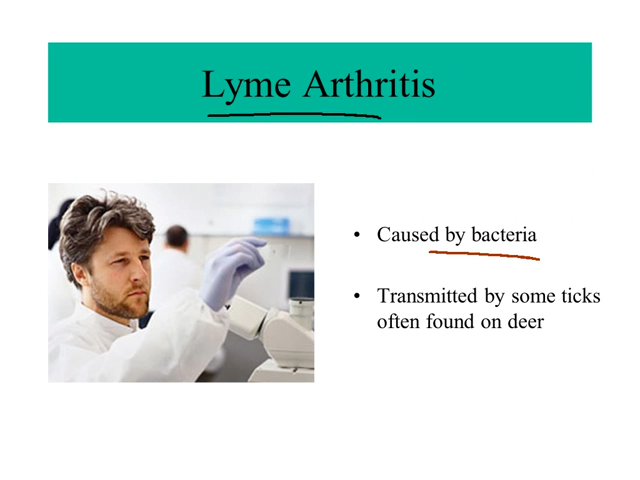 Lyme Arthritis
• Caused by bacteria
• Transmitted by some ticks
often found on deer